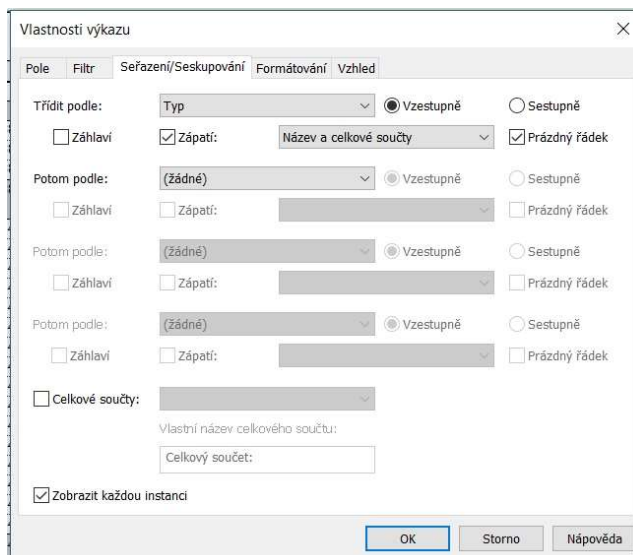 Vlastnosti výkazu
Pole Filtr Seřazení/Seskupování Formátování Vzhled
Třídit podle: Typ Vzestupně Sestupně
Záhlaví Zápatí: Název a celkové součty Prázdný řádek
Potom podle: (žádné) Vzestupně Sestupně
Záhlaví Zápatí: Prázdný řádek
Potom podle: (žádné) Vzestupně Sestupně
Záhlaví Zápatí: Prázdný řádek
Potom podle: (žádné) Vzestupně Sestupně
Záhlaví Zápatí: Prázdný řádek
Celkové součty:
Vlastní název celkového součtu:
Celkový součet:
Zobrazit každou instanci
OK Storno Nápověda